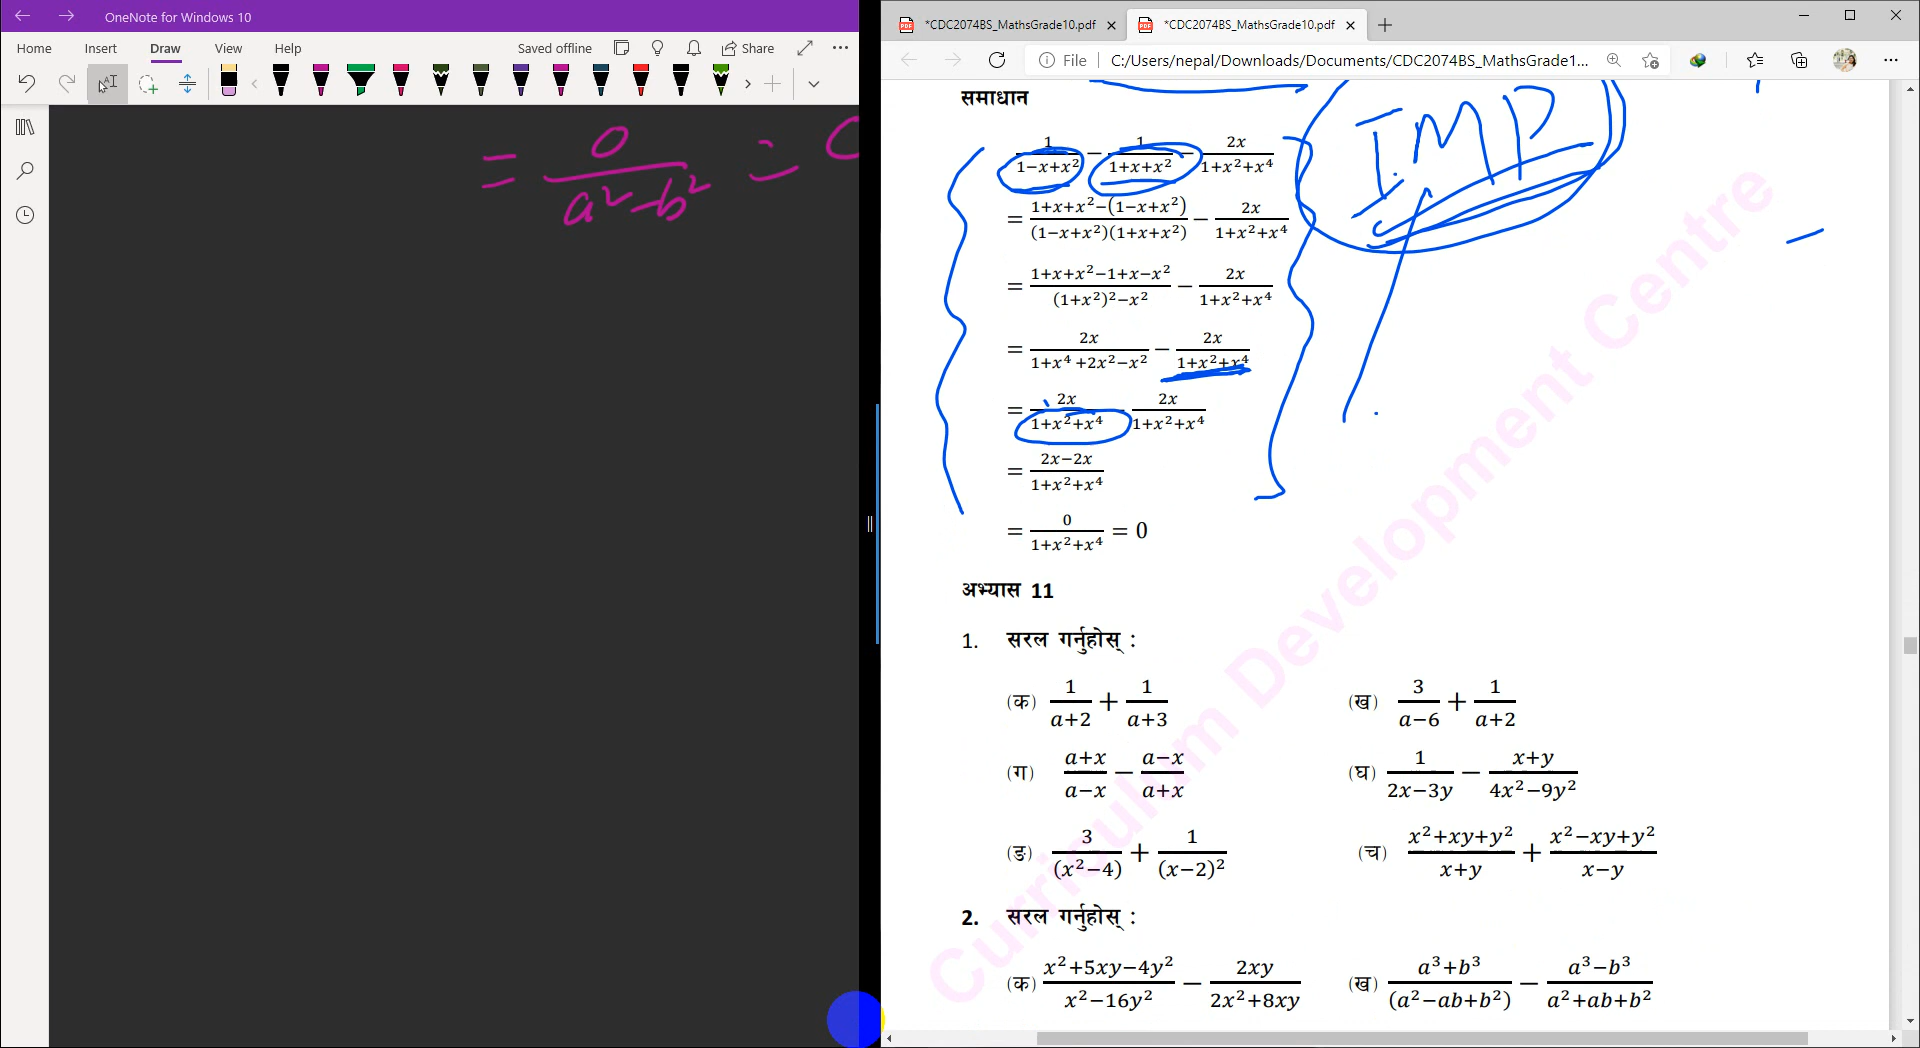 OneNote for Windows 10
Home Insert Draw View Help Saved offline Share
= 0/(a²-b²) =
*CDC2074BS_MathsGrade10.pdf
*CDC2074BS_MathsGrade10.pdf
File C:/Users/nepal/Downloads/Documents/CDC2074BS_MathsGrade1...
समाधान
1/(1−x+x²) − 1/(1+x+x²) − 2x/(1+x²+x⁴)
IMP
= (1+x+x²−(1−x+x²))/((1−x+x²)(1+x+x²)) − 2x/(1+x²+x⁴)
= (1+x+x²−1+x−x²)/((1+x²)²−x²) − 2x/(1+x²+x⁴)
= 2x/(1+x⁴+2x²−x²) − 2x/(1+x²+x⁴)
= 2x/(1+x²+x⁴) − 2x/(1+x²+x⁴)
= (2x−2x)/(1+x²+x⁴)
= 0/(1+x²+x⁴) = 0
अभ्यास 11
1. सरल गर्नुहोस् :
(क) 1/(a+2) + 1/(a+3) (ख) 3/(a−6) + 1/(a+2)
(ग) (a+x)/(a−x) − (a−x)/(a+x) (घ) 1/(2x−3y) − (x+y)/(4x²−9y²)
(ङ) 3/(x²−4) + 1/(x−2)² (च) (x²+xy+y²)/(x+y) + (x²−xy+y²)/(x−y)
2. सरल गर्नुहोस् :
(क) (x²+5xy−4y²)/(x²−16y²) − 2xy/(2x²+8xy) (ख) (a³+b³)/(a²−ab+b²) − (a³−b³)/(a²+ab+b²)
Curriculum Development Centre